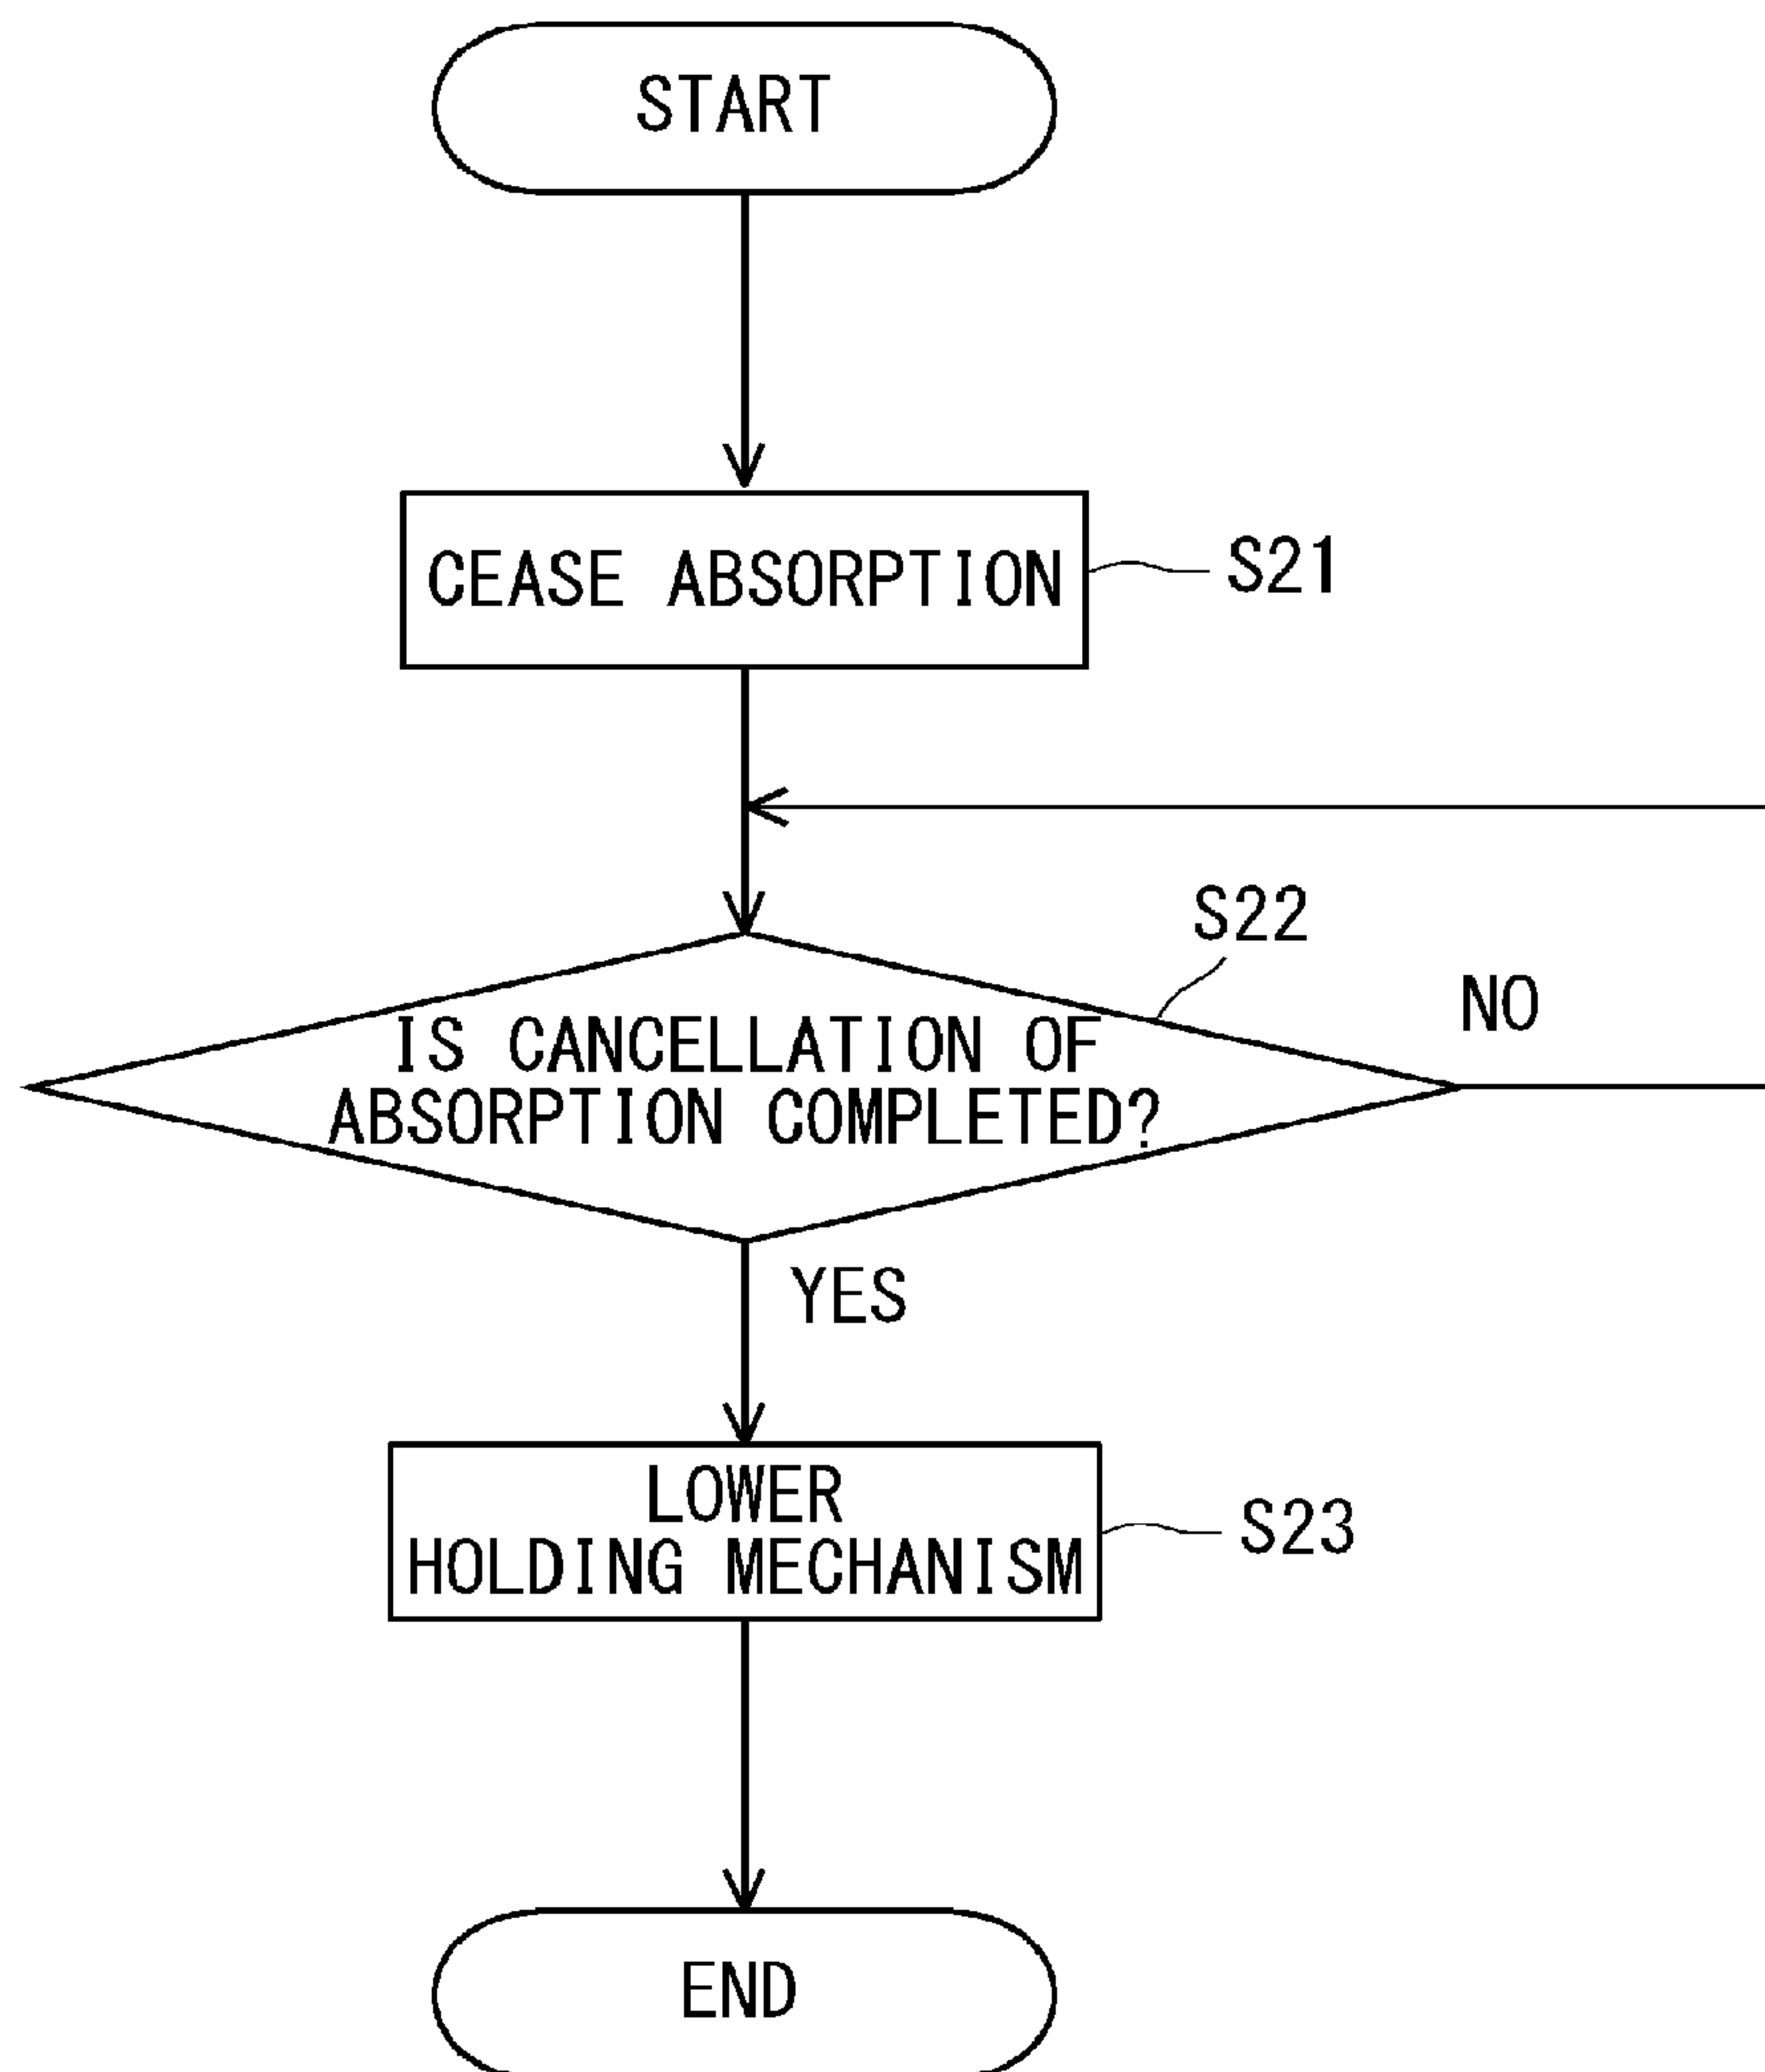 START
CEASE ABSORPTION
S21
S22
NO
IS CANCELLATION OF
ABSORPTION COMPLETED?
YES
LOWER
HOLDING MECHANISM
S23
END